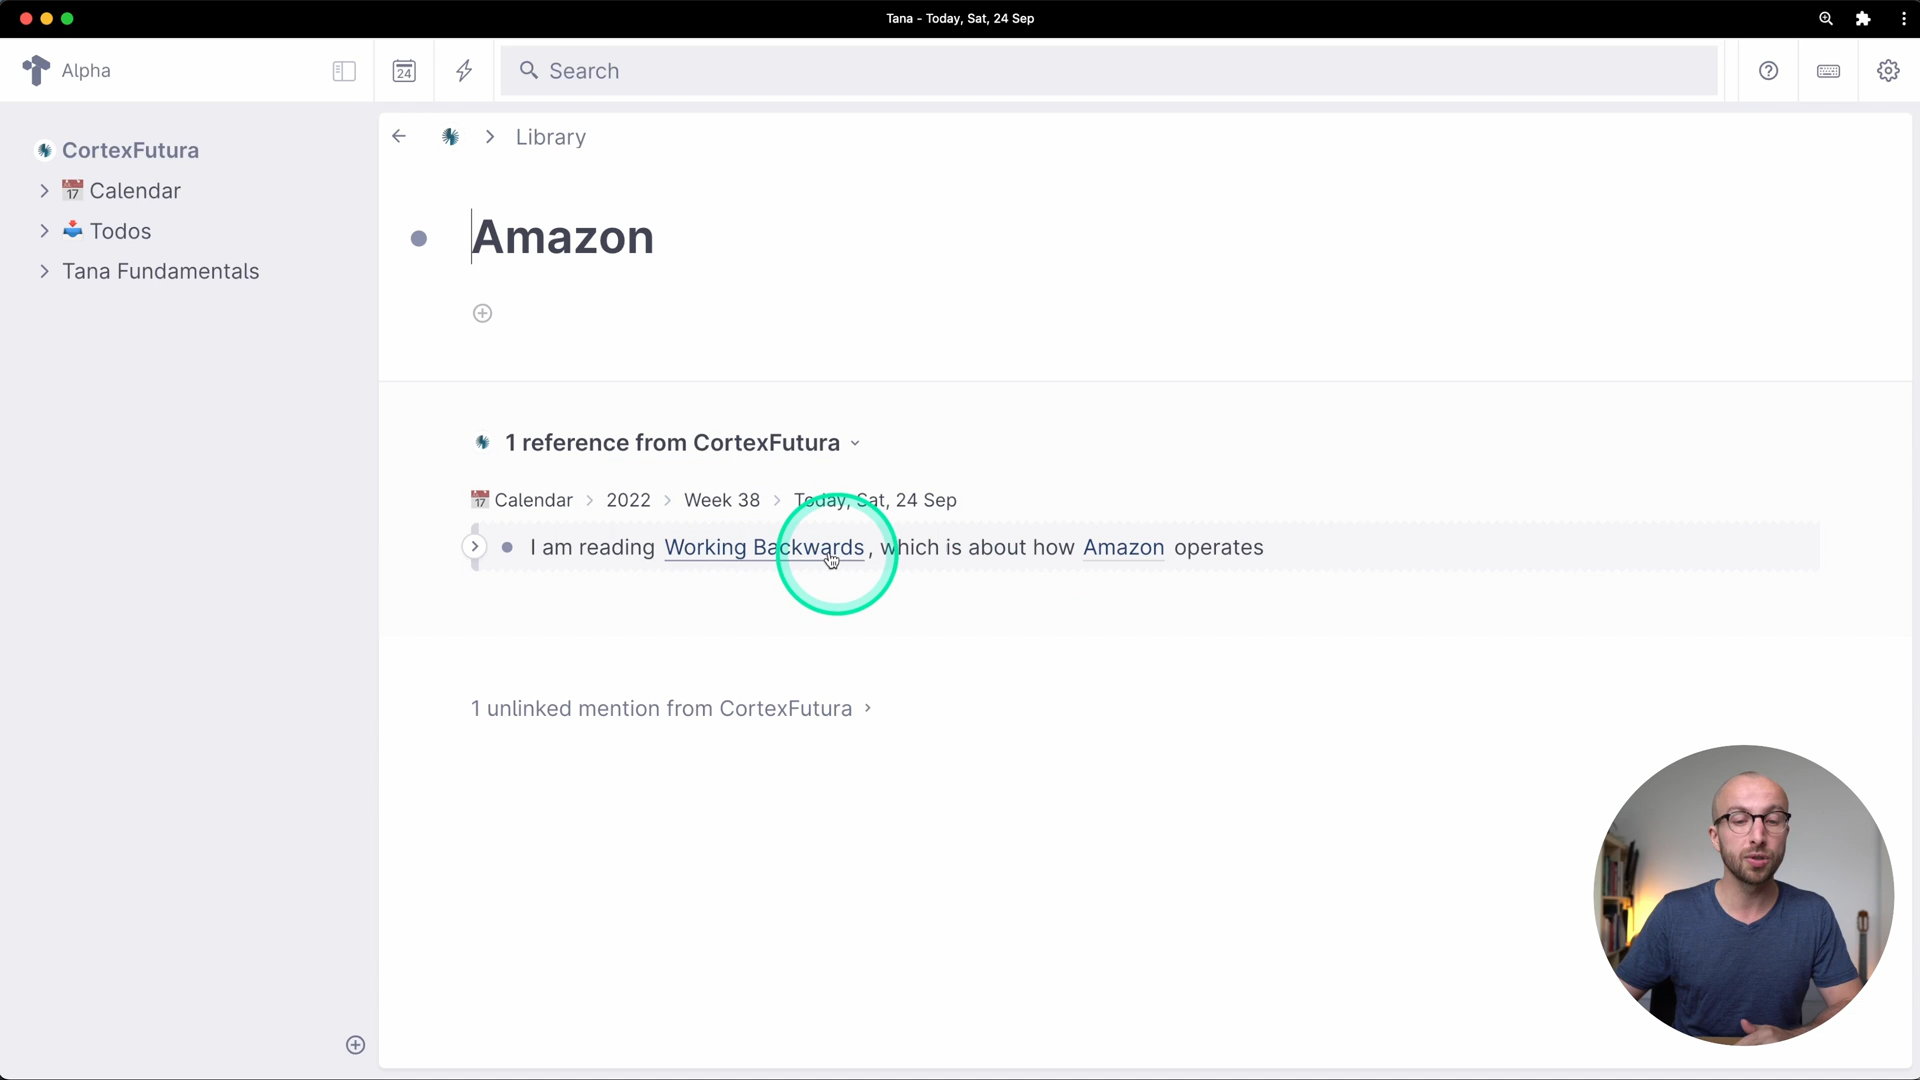 Tana - Today, Sat, 24 Sep
Alpha
24
Search
CortexFutura
17 Calendar
Todos
Tana Fundamentals
Library
Amazon
1 reference from CortexFutura
17 Calendar > 2022 > Week 38 > Today, Sat, 24 Sep
I am reading Working Backwards, which is about how Amazon operates
1 unlinked mention from CortexFutura